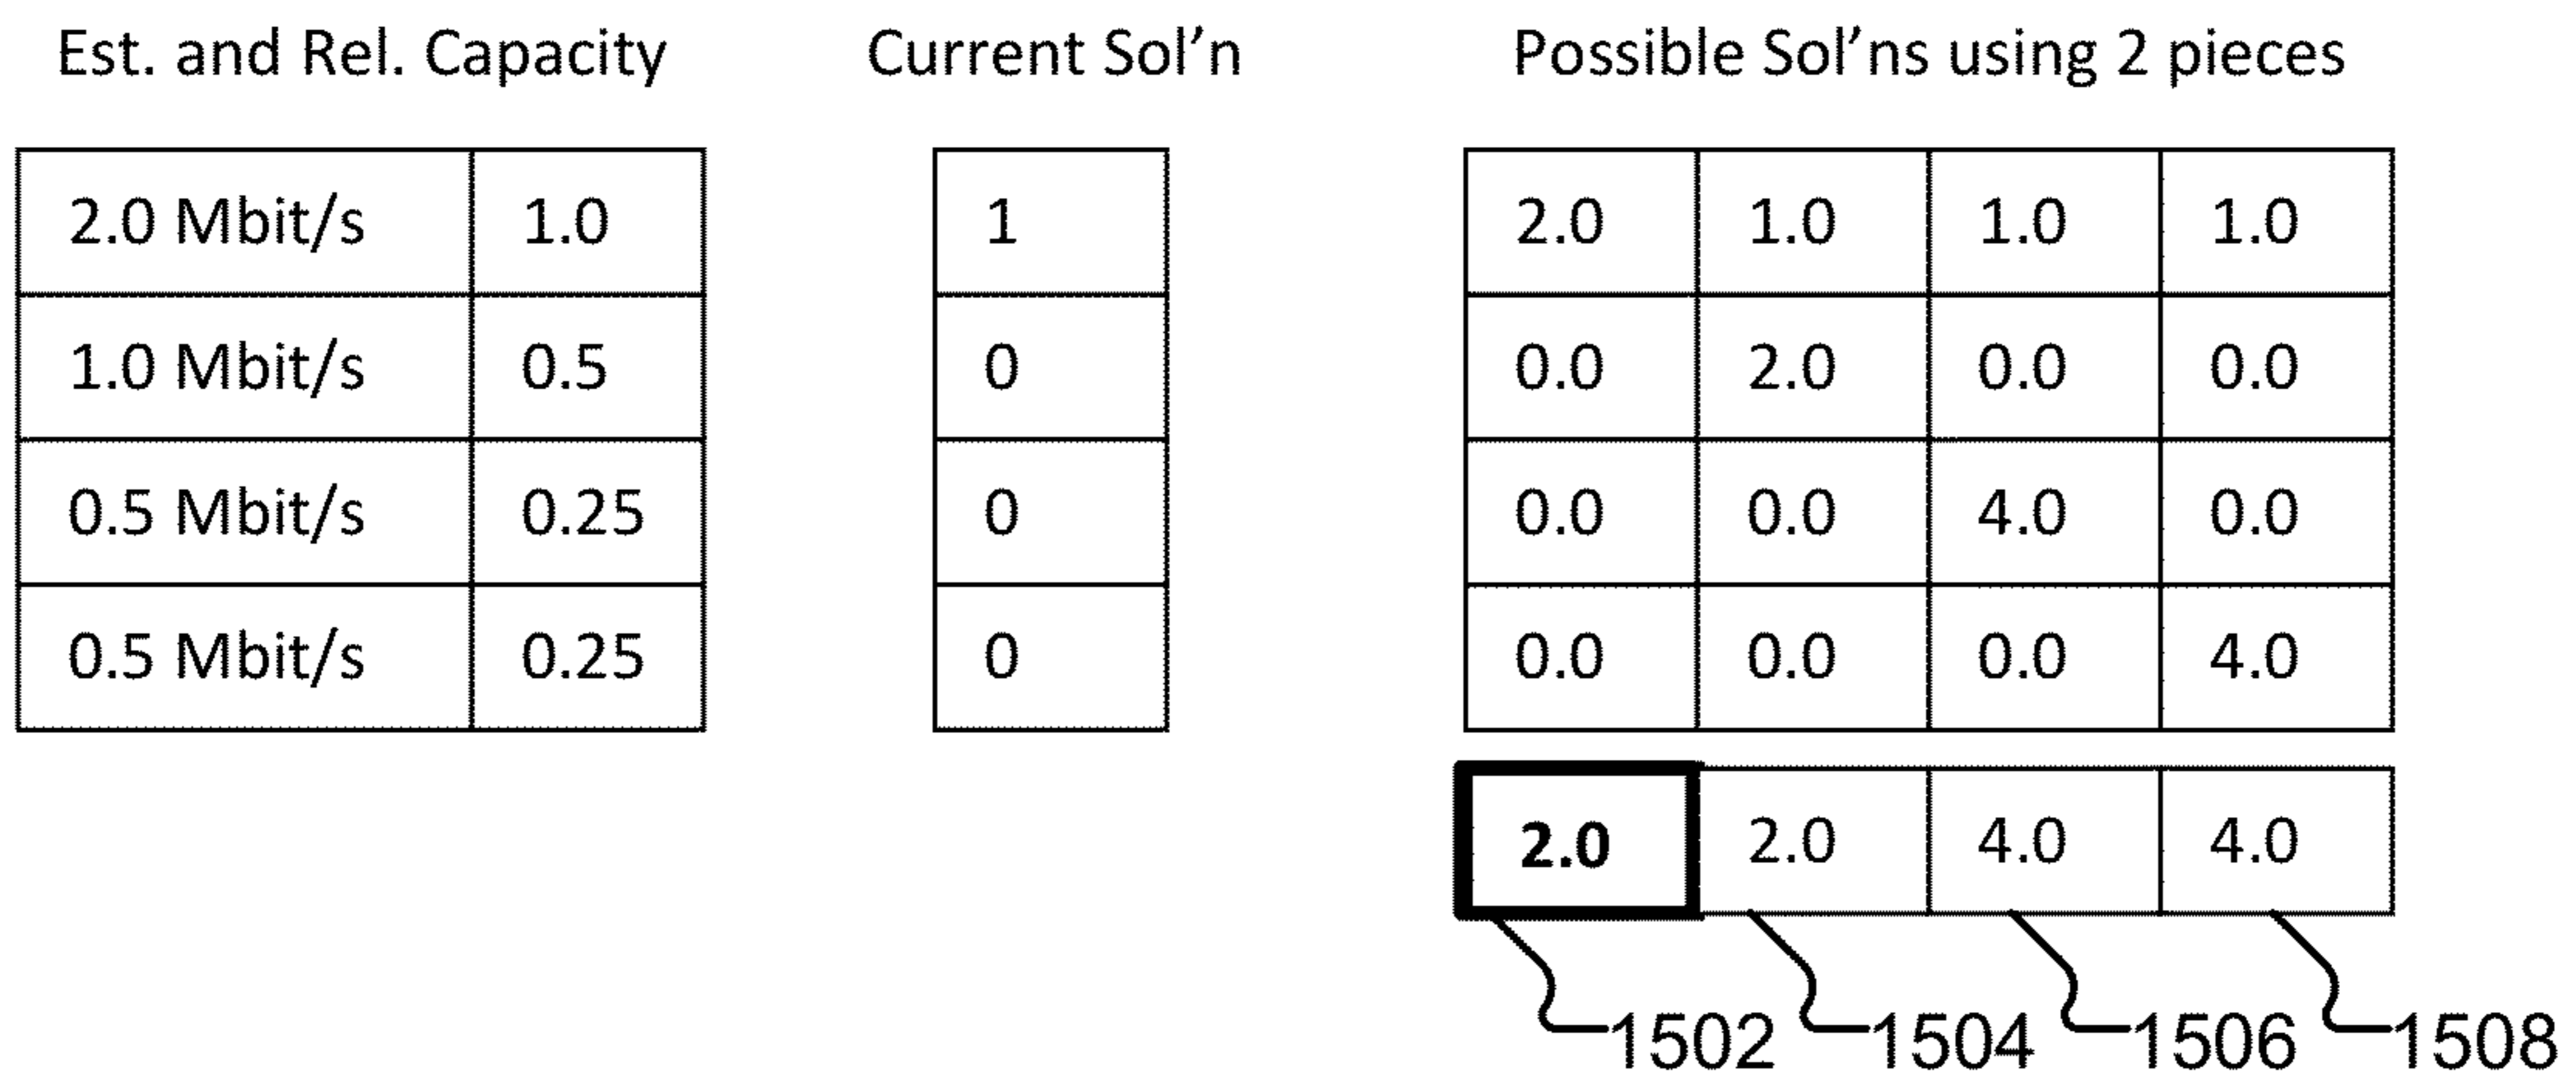 Est. and Rel. Capacity Current Sol'n Possible Sol'ns using 2 pieces
2.0 Mbit/s 1.0 1 2.0 1.0 1.0 1.0
1.0 Mbit/s 0.5 0 0.0 2.0 0.0 0.0
0.5 Mbit/s 0.25 0 0.0 0.0 4.0 0.0
0.5 Mbit/s 0.25 0 0.0 0.0 0.0 4.0
2.0 2.0 4.0 4.0
1502 1504 1506 1508